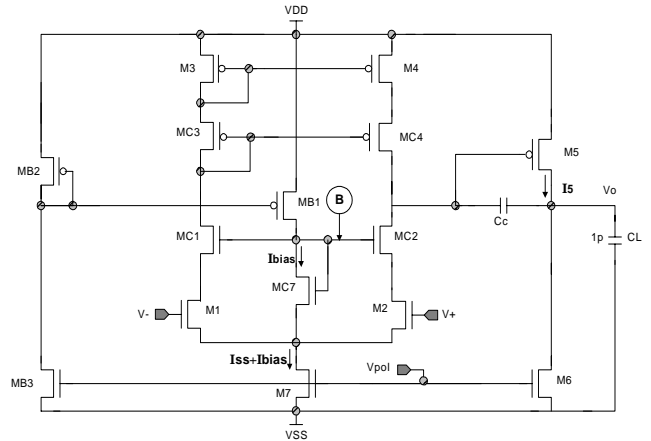 VDD
M3
M4
MC3
MC4
M5
MB2
MB1
B
I5
Vo
Cc
1p
CL
MC1
MC2
Ibias
MC7
V-
M1
M2
V+
Iss+Ibias
Vpol
MB3
M7
M6
VSS